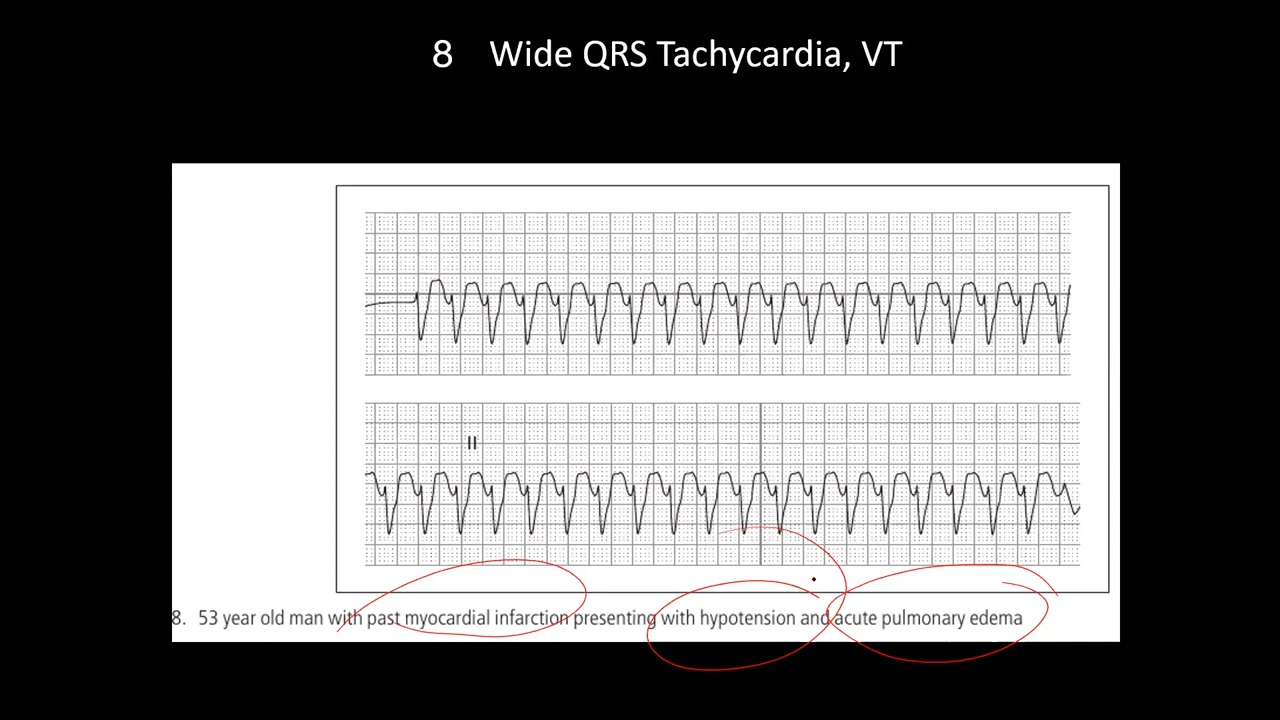 8 Wide QRS Tachycardia, VT
II
8. 53 year old man with past myocardial infarction presenting with hypotension and acute pulmonary edema